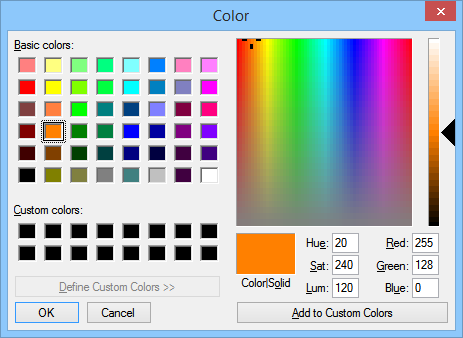 Color
Basic colors:
Custom colors:
Define Custom Colors >>
OK
Cancel
Color|Solid
Hue: 20
Sat: 240
Lum: 120
Red: 255
Green: 128
Blue: 0
Add to Custom Colors